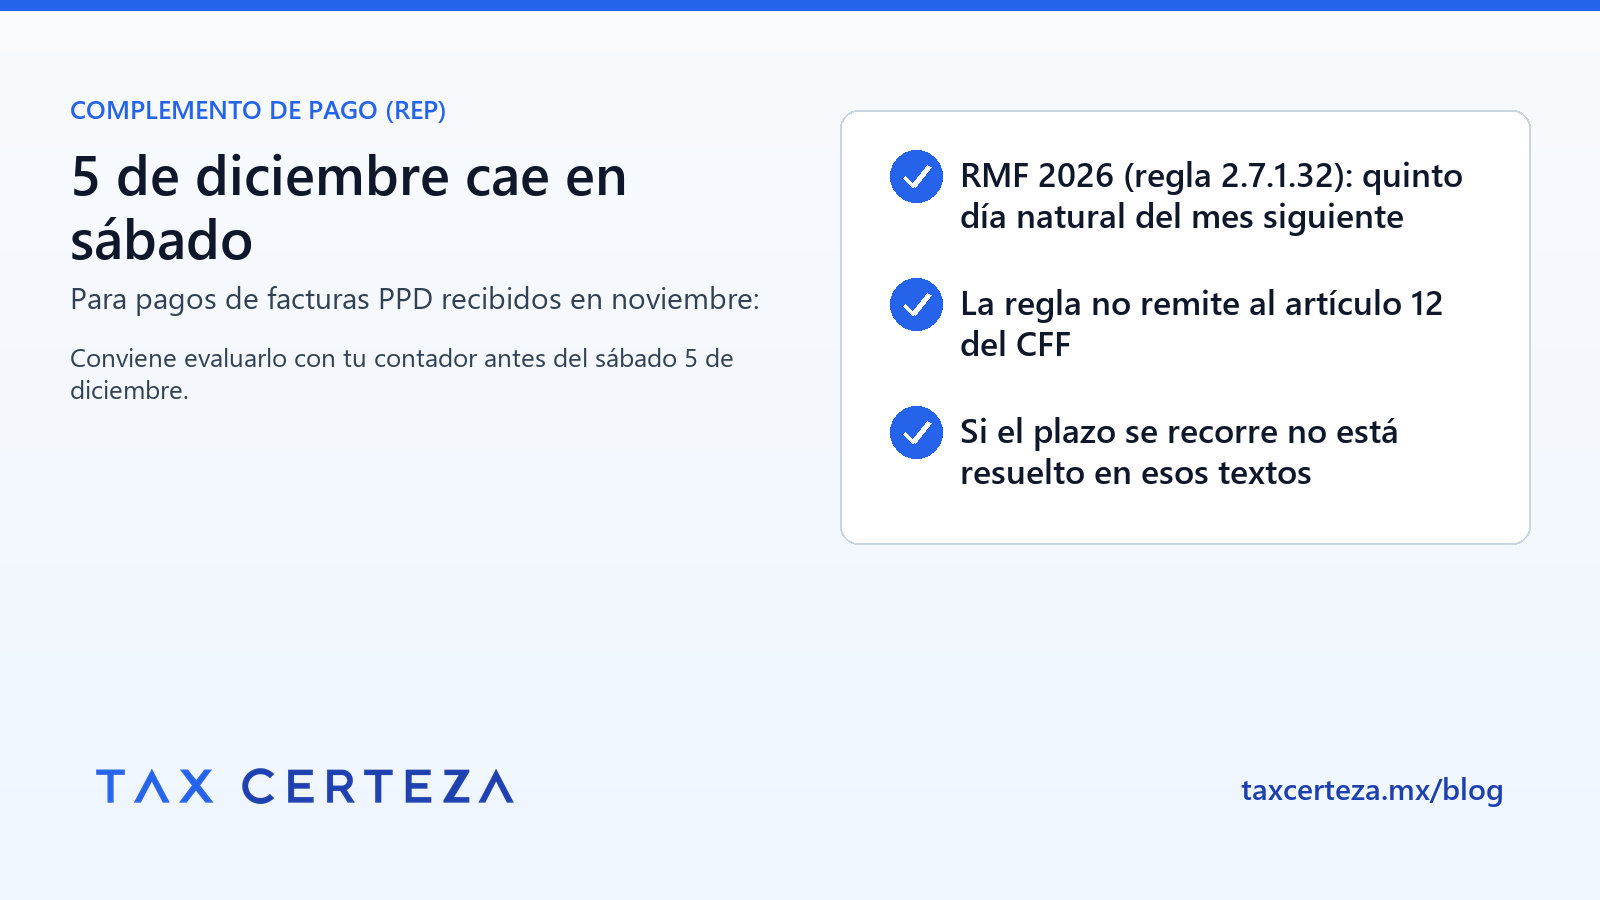 COMPLEMENTO DE PAGO (REP)
5 de diciembre cae en
sábado
Para pagos de facturas PPD recibidos en noviembre:
Conviene evaluarlo con tu contador antes del sábado 5 de
diciembre.
RMF 2026 (regla 2.7.1.32): quinto
día natural del mes siguiente
La regla no remite al artículo 12
del CFF
Si el plazo se recorre no está
resuelto en esos textos
TAX CERTEZA
taxcerteza.mx/blog